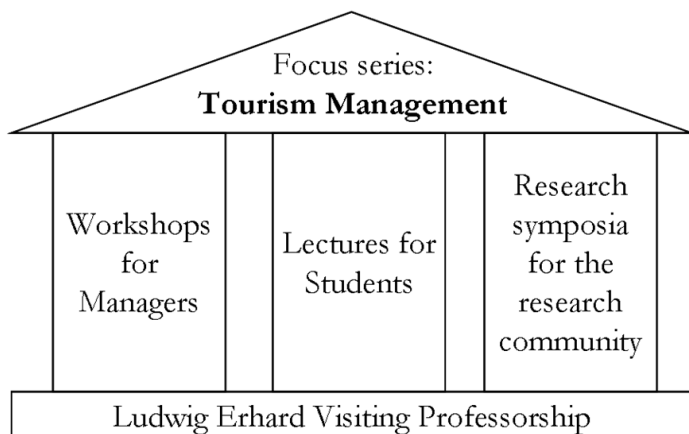 Focus series:
Tourism Management
Workshops
for
Managers
Lectures for
Students
Research
symposia
for the
research
community
Ludwig Erhard Visiting Professorship